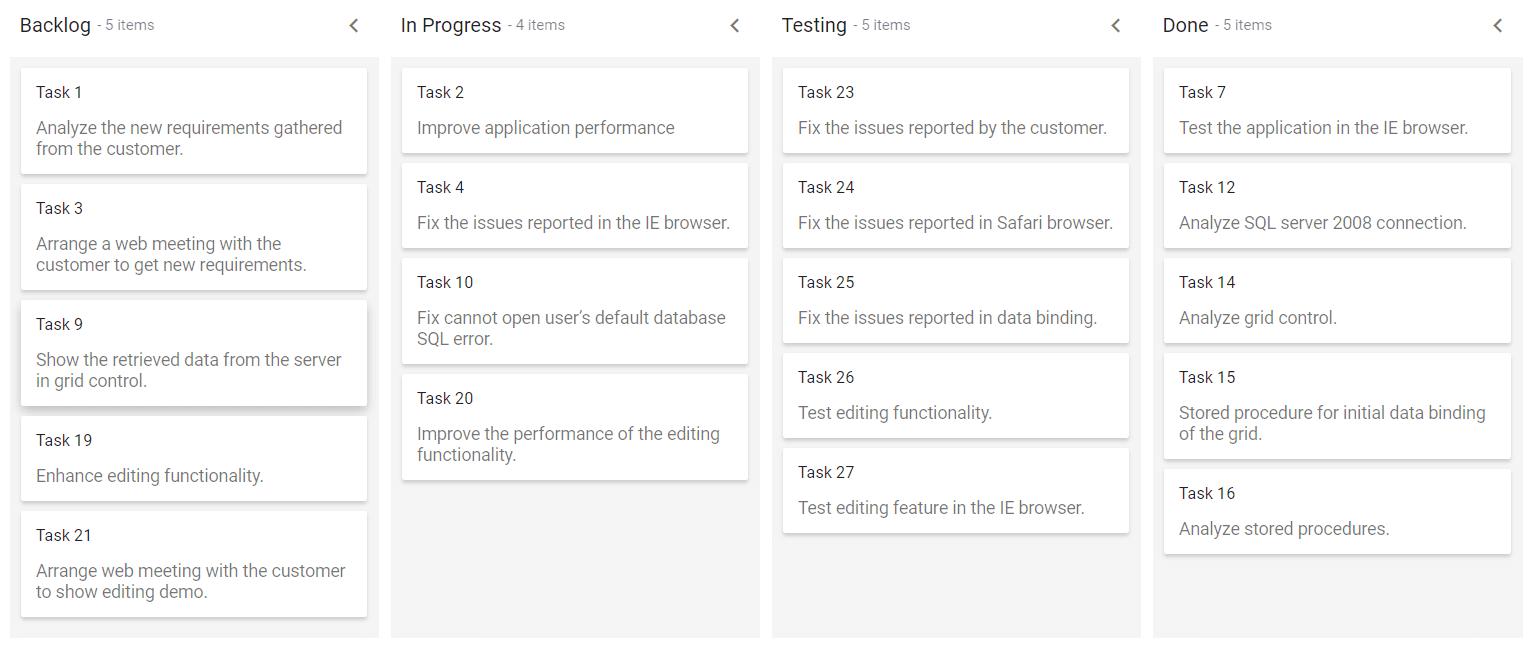 Backlog - 5 items
Task 1
Analyze the new requirements gathered
from the customer.
Task 3
Arrange a web meeting with the
customer to get new requirements.
Task 9
Show the retrieved data from the server
in grid control.
Task 19
Enhance editing functionality.
Task 21
Arrange web meeting with the customer
to show editing demo.
In Progress - 4 items
Task 2
Improve application performance
Task 4
Fix the issues reported in the IE browser.
Task 10
Fix cannot open user’s default database
SQL error.
Task 20
Improve the performance of the editing
functionality.
Testing - 5 items
Task 23
Fix the issues reported by the customer.
Task 24
Fix the issues reported in Safari browser.
Task 25
Fix the issues reported in data binding.
Task 26
Test editing functionality.
Task 27
Test editing feature in the IE browser.
Done - 5 items
Task 7
Test the application in the IE browser.
Task 12
Analyze SQL server 2008 connection.
Task 14
Analyze grid control.
Task 15
Stored procedure for initial data binding
of the grid.
Task 16
Analyze stored procedures.